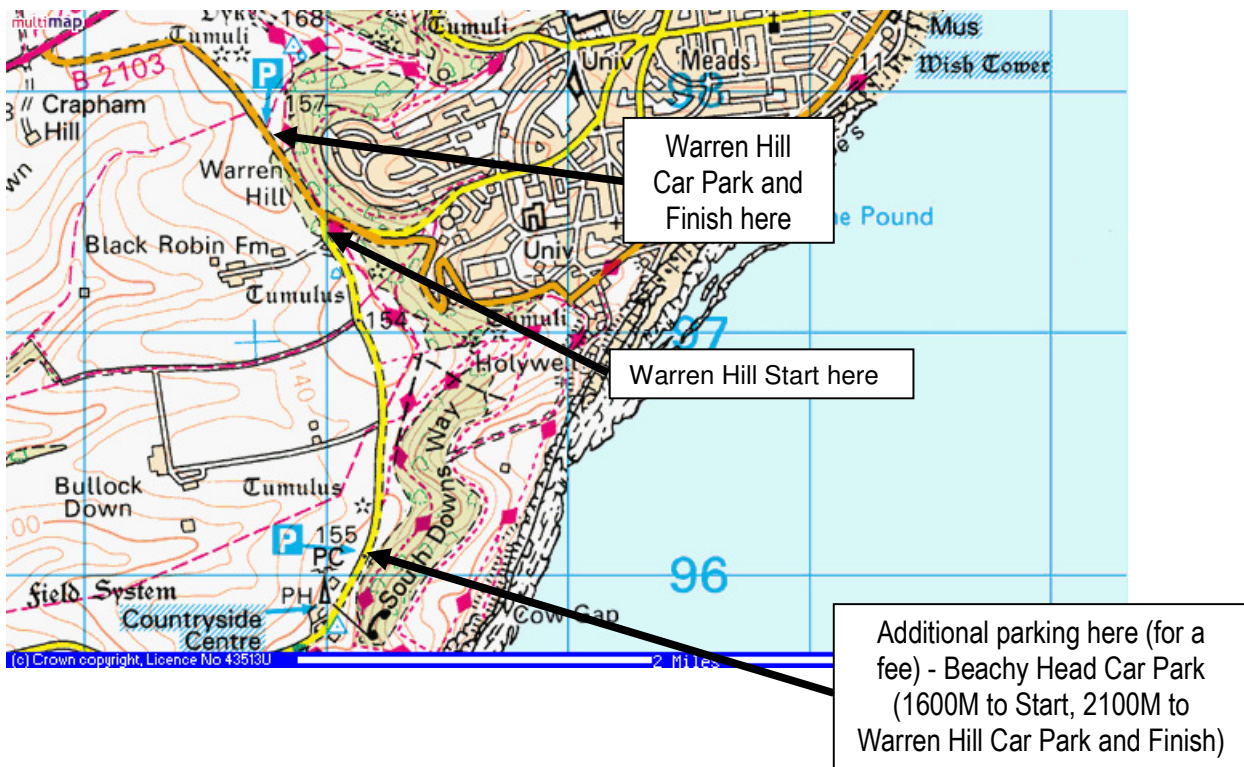 multimap
Dyke
168
Tumuli
Tumuli
Mus
Wish Tower
Univ
Meads
11
B 2103
P
98
Crapham
Hill
157
Warren Hill
Car Park and
Finish here
Warren
Hill
Pound
Black Robin Fm
Univ
Tumulus
154
Tumuli
97
Holywell
Warren Hill Start here
140
South Downs Way
Bullock
Down
Tumulus
P
155
PC
00
96
Field System
PH
Countryside
Centre
Cow Gap
(c) Crown copyright, Licence No 43513U
2 Miles
Additional parking here (for a
fee) - Beachy Head Car Park
(1600M to Start, 2100M to
Warren Hill Car Park and Finish)